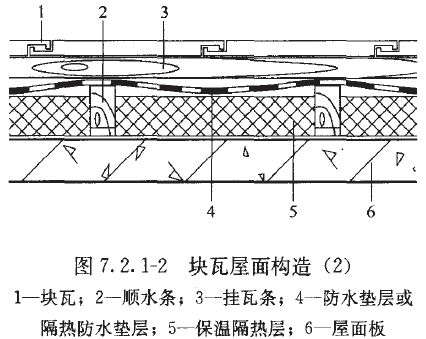 1 2 3
4 5 6
图 7.2.1-2 块瓦屋面构造（2）
1—块瓦；2—顺水条；3—挂瓦条；4—防水垫层或
隔热防水垫层；5—保温隔热层；6—屋面板